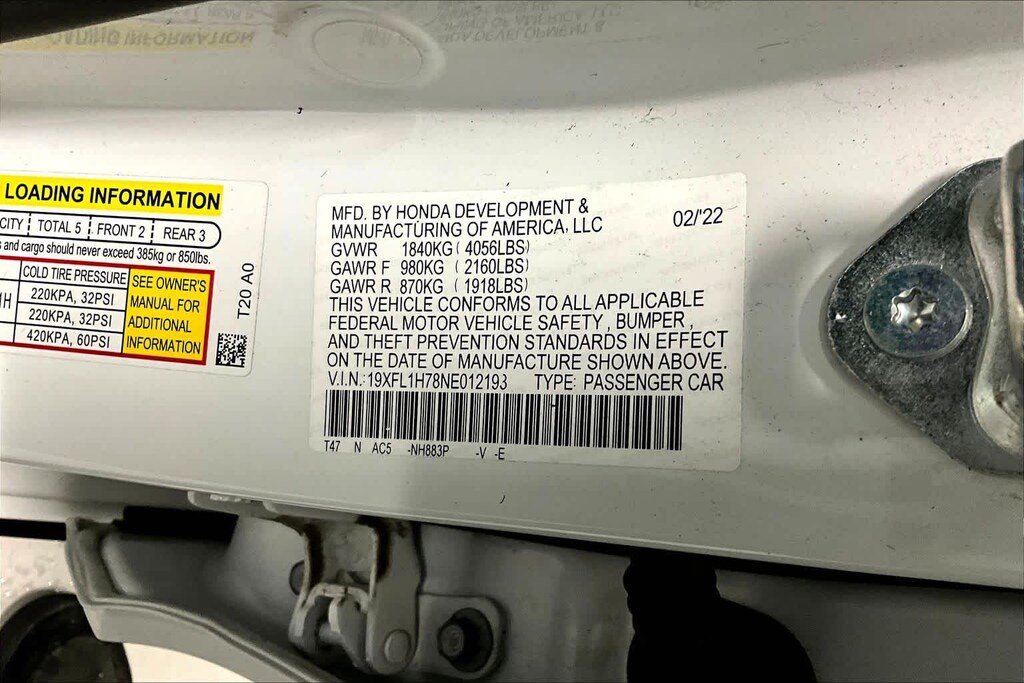 LOADING INFORMATION
CITY TOTAL 5 FRONT 2 REAR 3
and cargo should never exceed 385kg or 850lbs.
COLD TIRE PRESSURE
220KPA, 32PSI
220KPA, 32PSI
420KPA, 60PSI
SEE OWNER'S
MANUAL FOR
ADDITIONAL
INFORMATION
T20 A0
MFD. BY HONDA DEVELOPMENT &
MANUFACTURING OF AMERICA, LLC
02/'22
GVWR 1840KG ( 4056LBS)
GAWR F 980KG ( 2160LBS)
GAWR R 870KG ( 1918LBS)
THIS VEHICLE CONFORMS TO ALL APPLICABLE
FEDERAL MOTOR VEHICLE SAFETY , BUMPER ,
AND THEFT PREVENTION STANDARDS IN EFFECT
ON THE DATE OF MANUFACTURE SHOWN ABOVE.
V.I.N.: 19XFL1H78NE012193 TYPE: PASSENGER CAR
T47 N AC5 -NH883P -V -E